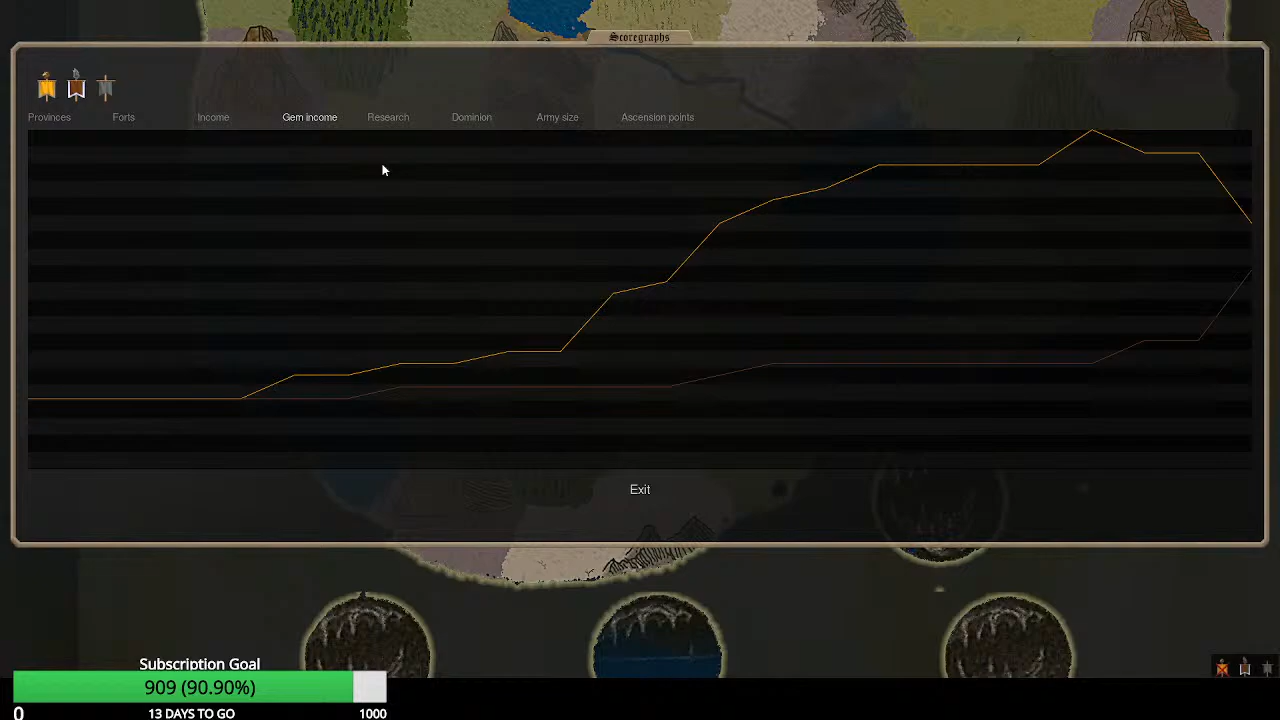 Scoregraphs
Provinces Forts Income Gem income Research Dominion Army size Ascension points
Exit
Subscription Goal
909 (90.90%)
0 13 DAYS TO GO 1000